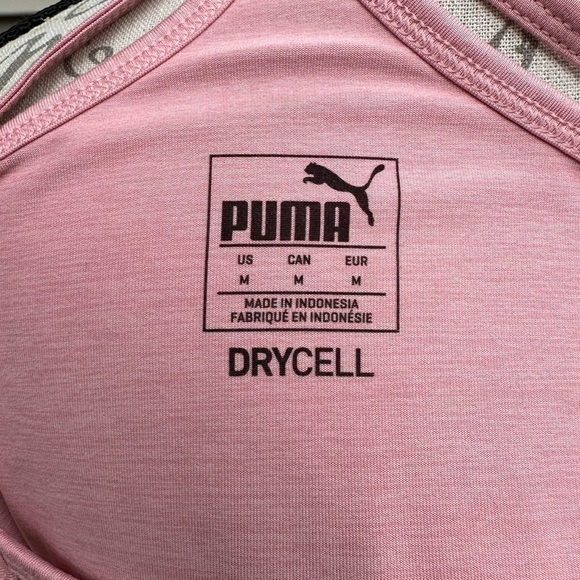 PUMA
US CAN EUR
M M M
MADE IN INDONESIA
FABRIQUÉ EN INDONÉSIE
DRYCELL